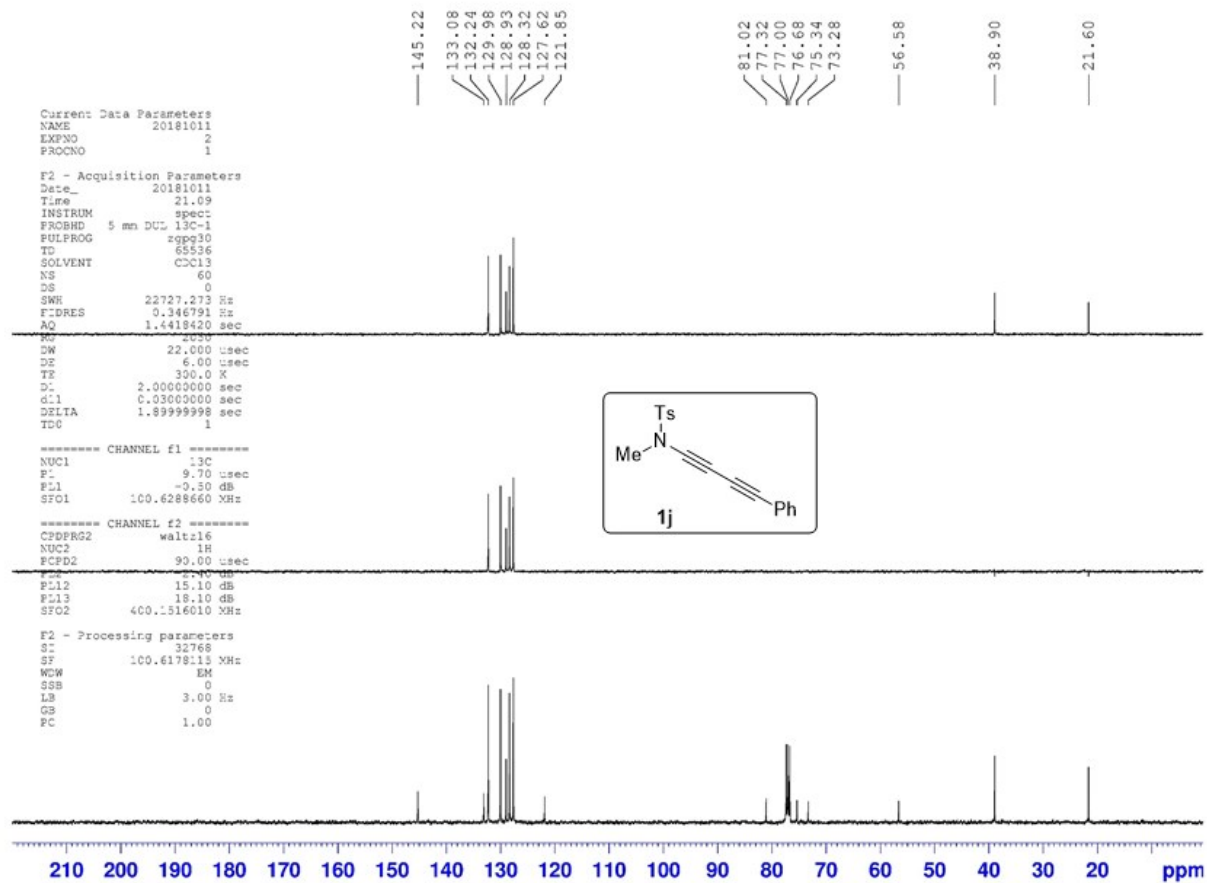 145.22
133.08
132.24
129.98
128.93
128.32
127.62
121.85
81.02
77.32
77.00
76.68
75.34
73.28
56.58
38.90
21.60
Current Data Parameters
NAME 20181011
EXPNO 2
PROCNO 1
F2 - Acquisition Parameters
Date_ 20181011
Time 21.09
INSTRUM spect
PROBHD 5 mm DUL 13C-1
PULPROG zgpg30
TD 65536
SOLVENT CDCl3
NS 60
DS 0
SWH 22727.273 Hz
FIDRES 0.346791 Hz
AQ 1.4418420 sec
RG 2050
DW 22.000 usec
DE 6.00 usec
TE 300.0 K
D1 2.00000000 sec
d11 0.03000000 sec
DELTA 1.89999998 sec
TD0 1
======== CHANNEL f1 ========
NUC1 13C
P1 9.70 usec
PL1 -0.50 dB
SFO1 100.6288660 MHz
======== CHANNEL f2 ========
CPDPRG2 waltz16
NUC2 1H
PCPD2 90.00 usec
PL2 2.40 dB
PL12 15.10 dB
PL13 18.10 dB
SFO2 400.1516010 MHz
F2 - Processing parameters
SI 32768
SF 100.6178115 MHz
WDW EM
SSB 0
LB 3.00 Hz
GB 0
PC 1.00
Ts
N
Me
Ph
1j
210 200 190 180 170 160 150 140 130 120 110 100 90 80 70 60 50 40 30 20 ppm